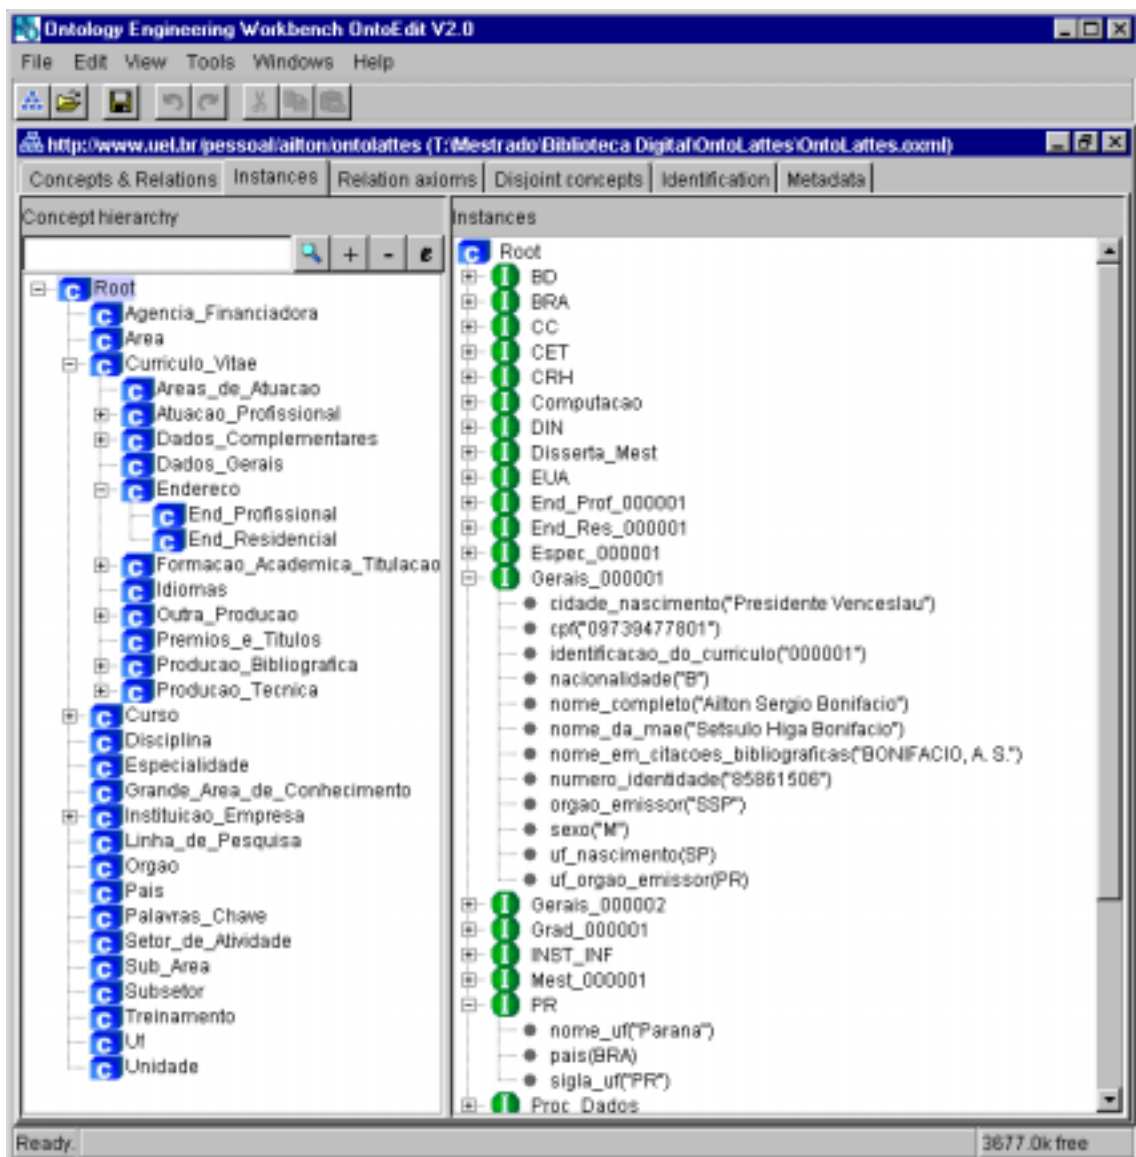 Ontology Engineering Workbench OntoEdit V2.0
File Edit View Tools Windows Help
http://www.uel.br/pessoal/ailton/ontolattes (T:\Mestrado\Biblioteca Digital\OntoLattes\OntoLattes.oxml)
Concepts & Relations Instances Relation axioms Disjoint concepts Identification Metadata
Concept hierarchy
+ - e
C Root
C Agencia_Financiadora
C Area
C Curriculo_Vitae
C Areas_de_Atuacao
C Atuacao_Profissional
C Dados_Complementares
C Dados_Gerais
C Endereco
C End_Profissional
C End_Residencial
C Formacao_Academica_Titulacao
C Idiomas
C Outra_Producao
C Premios_e_Titulos
C Producao_Bibliografica
C Producao_Tecnica
C Curso
C Disciplina
C Especialidade
C Grande_Area_de_Conhecimento
C Instituicao_Empresa
C Linha_de_Pesquisa
C Orgao
C Pais
C Palavras_Chave
C Setor_de_Atividade
C Sub_Area
C Subsetor
C Treinamento
C Uf
C Unidade
Instances
C Root
I BD
I BRA
I CC
I CET
I CRH
I Computacao
I DIN
I Disserta_Mest
I EUA
I End_Prof_000001
I End_Res_000001
I Espec_000001
I Gerais_000001
cidade_nascimento("Presidente Venceslau")
cpf("09739477801")
identificacao_do_curriculo("000001")
nacionalidade("B")
nome_completo("Ailton Sergio Bonifacio")
nome_da_mae("Setsulo Higa Bonifacio")
nome_em_citacoes_bibliograficas("BONIFACIO, A. S.")
numero_identidade("85861506")
orgao_emissor("SSP")
sexo("M")
uf_nascimento(SP)
uf_orgao_emissor(PR)
I Gerais_000002
I Grad_000001
I INST_INF
I Mest_000001
I PR
nome_uf("Parana")
pais(BRA)
sigla_uf("PR")
I Proc_Dados
Ready.
3677.0k free